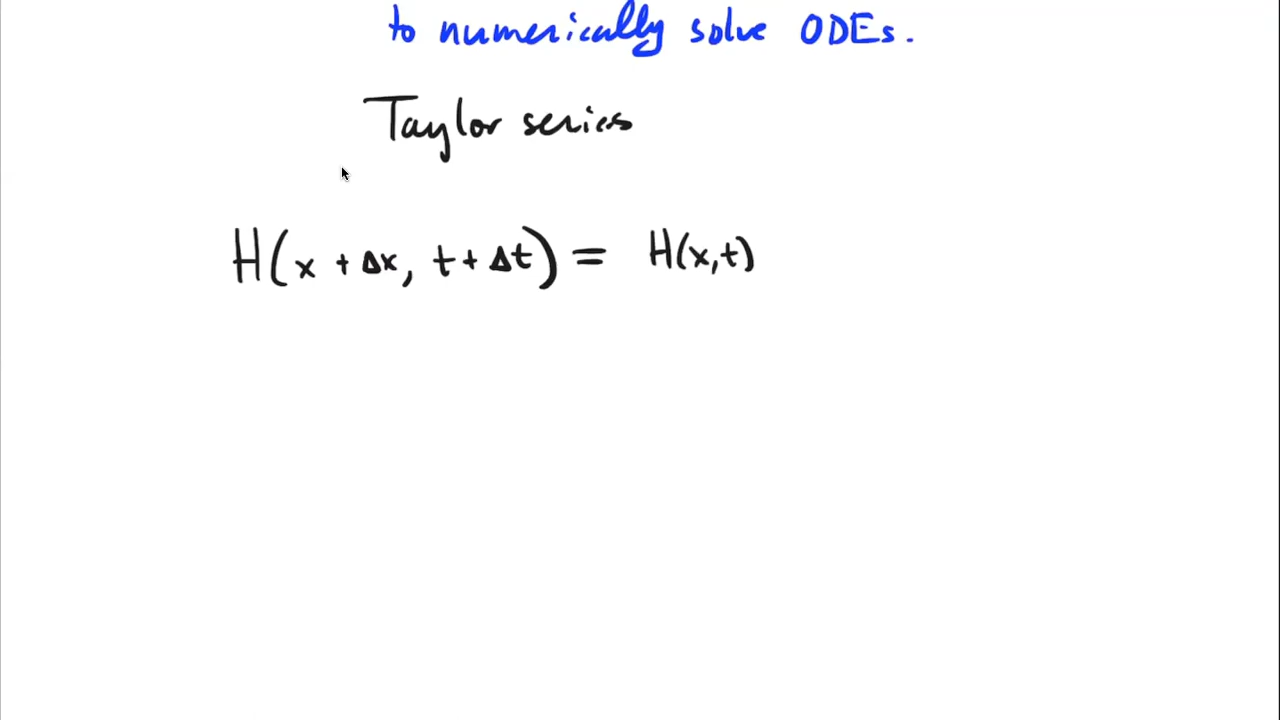 to numerically solve ODEs.
Taylor series
H(x + Δx, t + Δt) = H(x,t)